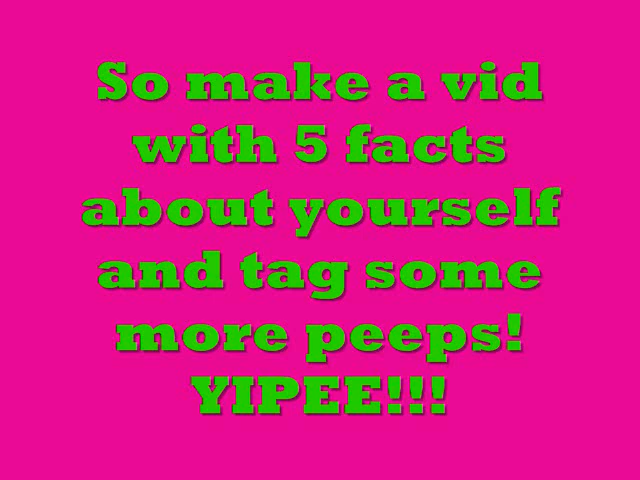 So make a vid
with 5 facts
about yourself
and tag some
more peeps!
YIPEE!!!